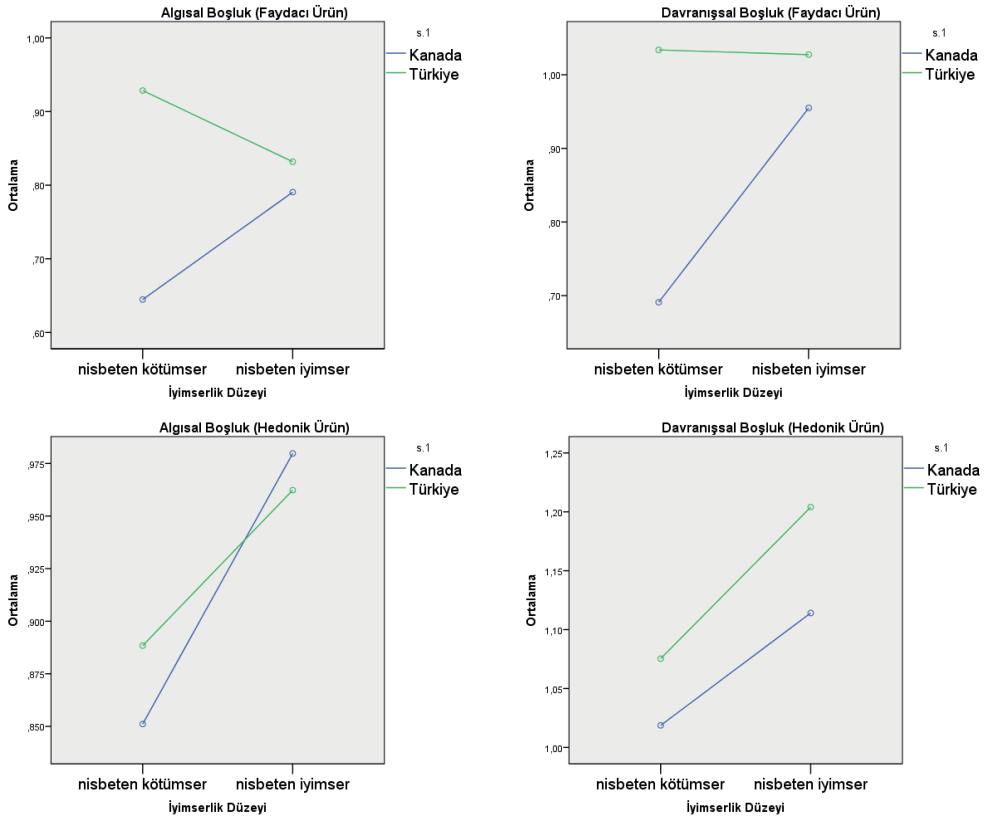 Algısal Boşluk (Faydacı Ürün)
s.1
Kanada
Türkiye
1,00
,90
,80
,70
,60
Ortalama
nisbeten kötümser
nisbeten iyimser
İyimserlik Düzeyi
Davranışsal Boşluk (Faydacı Ürün)
s.1
Kanada
Türkiye
1,00
,90
,80
,70
Ortalama
nisbeten kötümser
nisbeten iyimser
İyimserlik Düzeyi
Algısal Boşluk (Hedonik Ürün)
s.1
Kanada
Türkiye
,975
,950
,925
,900
,875
,850
Ortalama
nisbeten kötümser
nisbeten iyimser
İyimserlik Düzeyi
Davranışsal Boşluk (Hedonik Ürün)
s.1
Kanada
Türkiye
1,25
1,20
1,15
1,10
1,05
1,00
Ortalama
nisbeten kötümser
nisbeten iyimser
İyimserlik Düzeyi